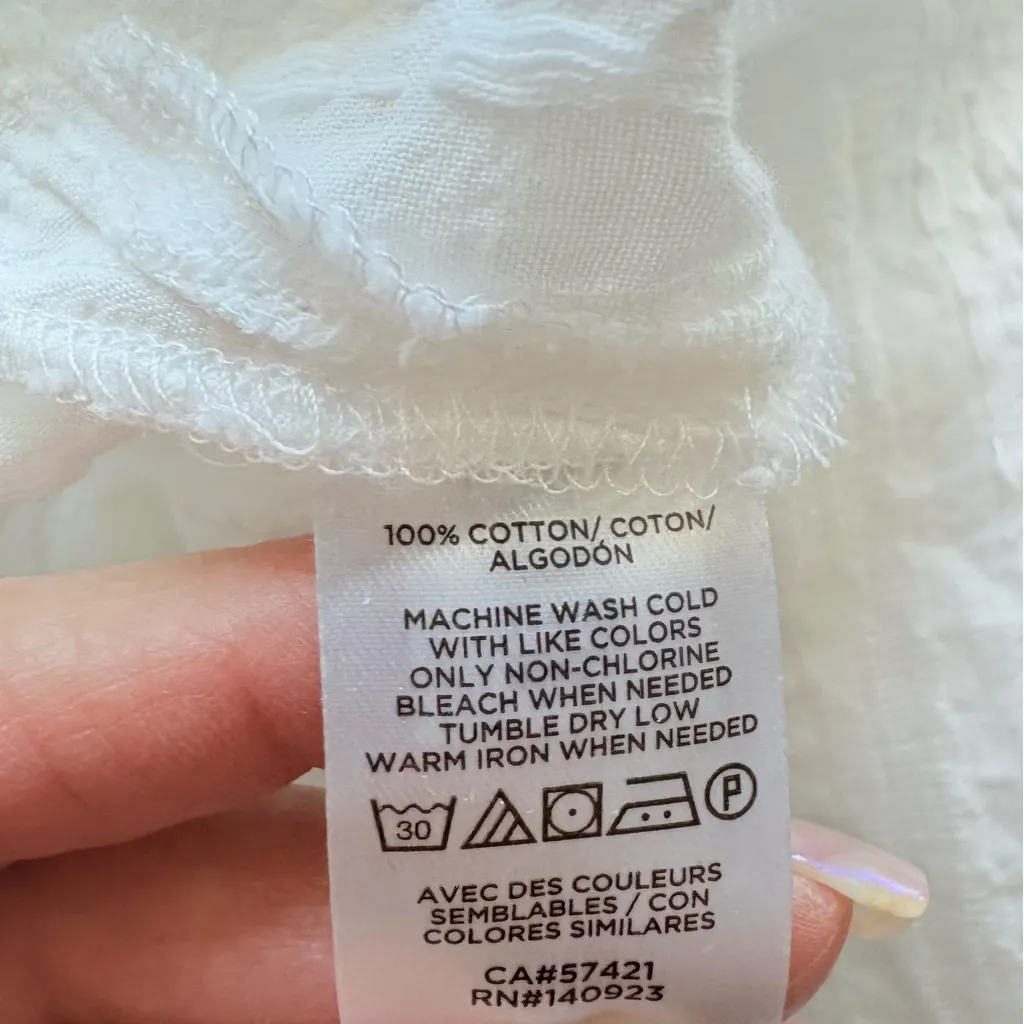 100% COTTON/ COTON/
ALGODÓN
MACHINE WASH COLD
WITH LIKE COLORS
ONLY NON-CHLORINE
BLEACH WHEN NEEDED
TUMBLE DRY LOW
WARM IRON WHEN NEEDED
30 P
AVEC DES COULEURS
SEMBLABLES / CON
COLORES SIMILARES
CA#57421
RN#140923